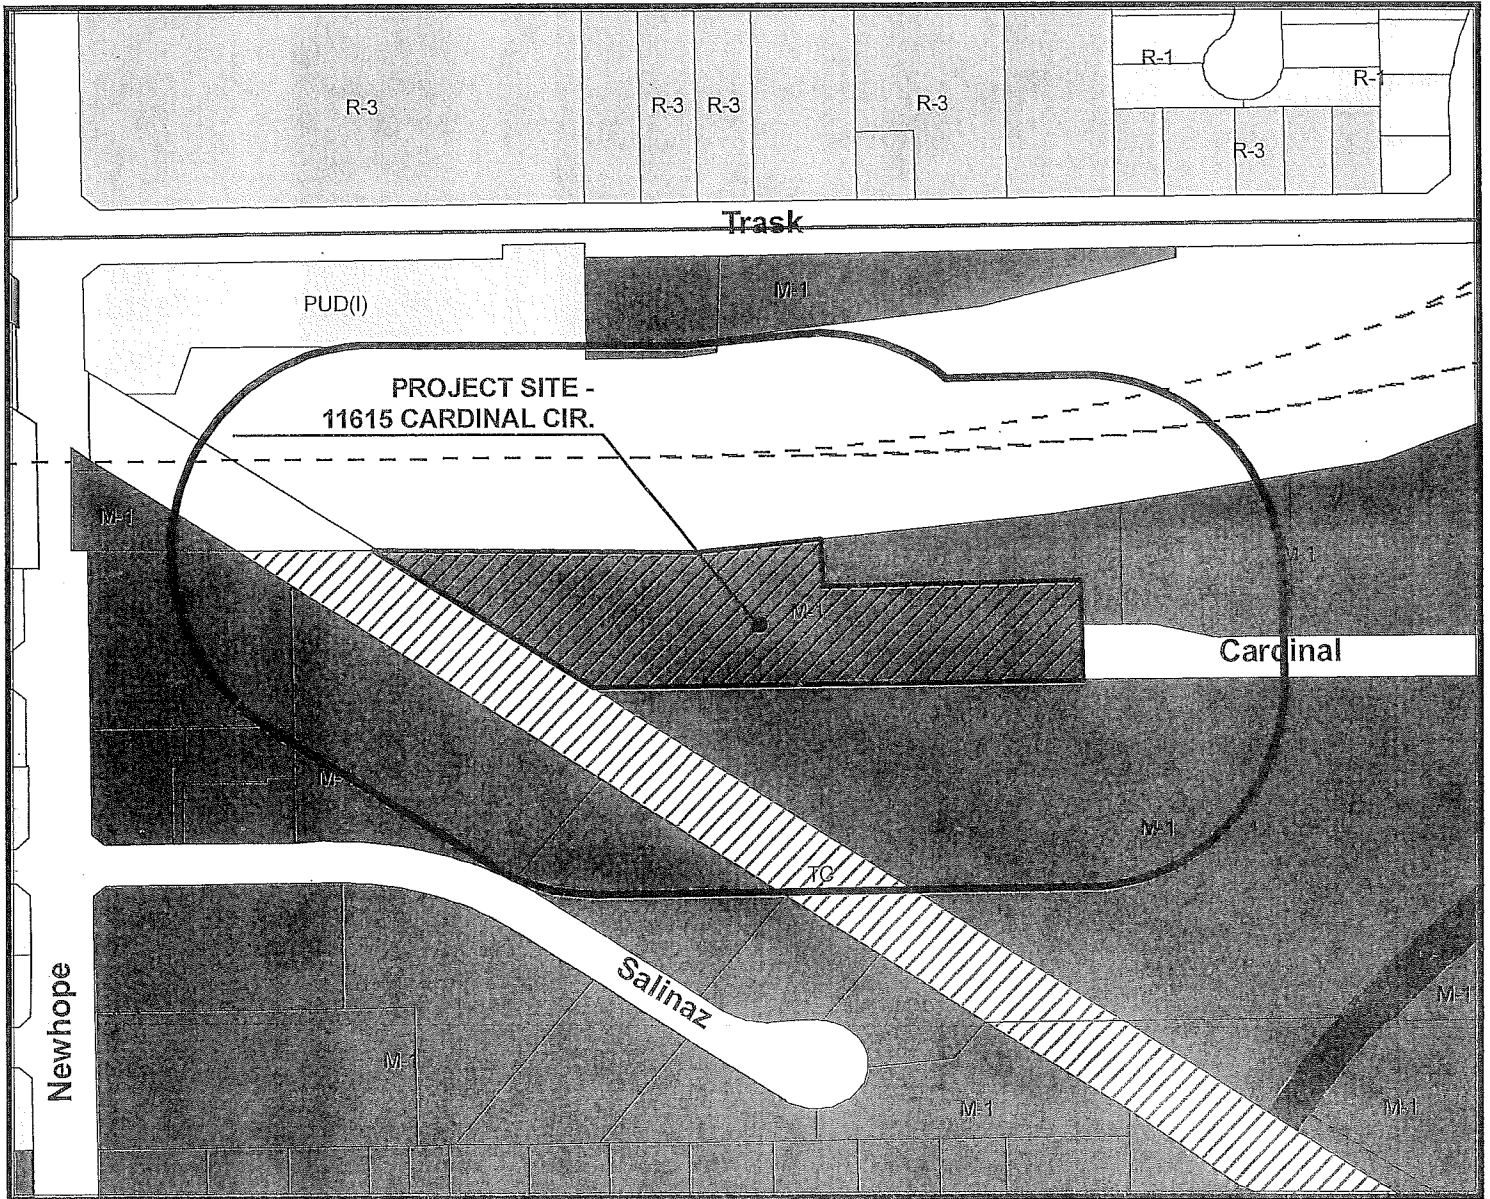 R-1
R-1
R-3
R-3
R-3
R-3
R-3
Trask
M-1
PUD(I)
PROJECT SITE -
11615 CARDINAL CIR.
M-1
M-1
M-1
Cardinal
M-1
TC
Salinaz
Newhope
M-1
M-1
M-1
M-1